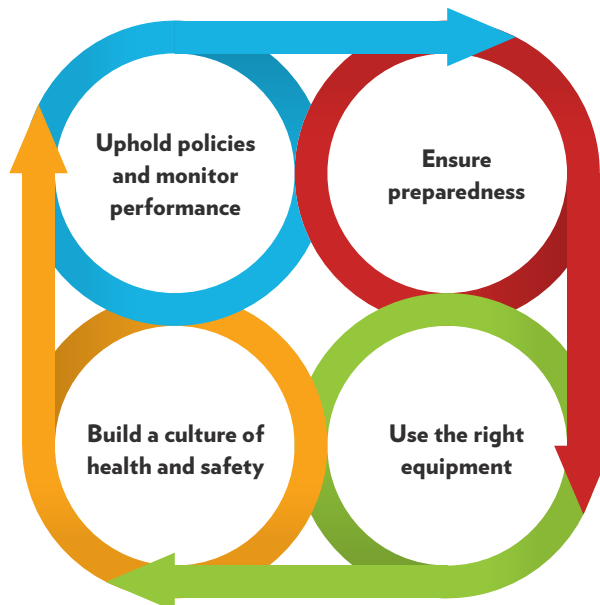 Uphold policies
and monitor
performance
Ensure
preparedness
Build a culture of
health and safety
Use the right
equipment